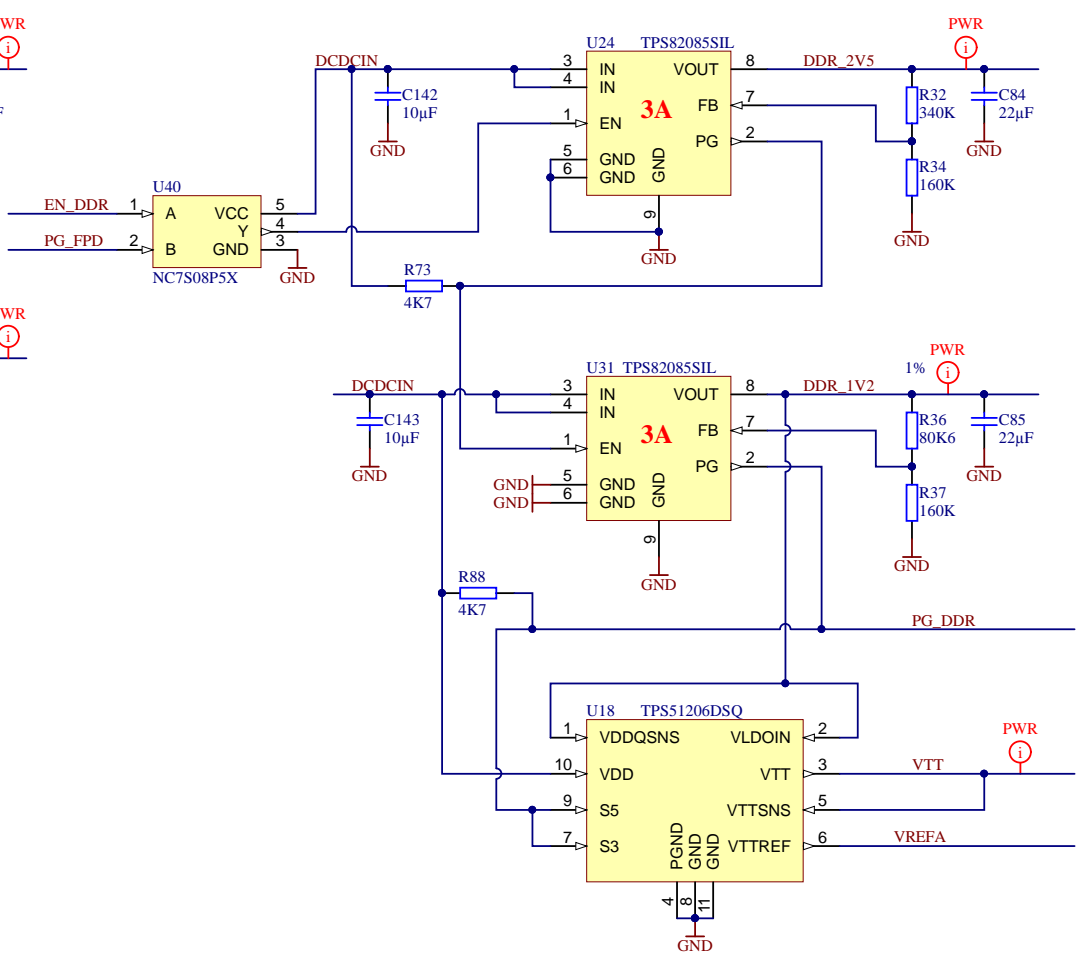 WR
i
F
U24 TPS82085SIL
DCDCIN
C142
10µF
GND
3 IN VOUT 8
4 IN
3A
FB 7
1 EN
PG 2
5 GND
6 GND
GND
9
GND
DDR_2V5
PWR
i
R32
340K
C84
22µF
GND
R34
160K
GND
U40
EN_DDR 1 A VCC 5
Y 4
PG_FPD 2 B GND 3
NC7S08P5X
GND
R73
4K7
WR
i
U31 TPS82085SIL
DCDCIN
C143
10µF
GND
3 IN VOUT 8
4 IN
3A
FB 7
1 EN
PG 2
GND 5 GND
GND 6 GND
GND
9
GND
DDR_1V2
1%
PWR
i
R36
80K6
C85
22µF
GND
R37
160K
GND
R88
4K7
PG_DDR
U18 TPS51206DSQ
1 VDDQSNS VLDOIN 2
10 VDD VTT 3
9 S5 VTTSNS 5
7 S3 VTTREF 6
PGND
GND
GND
4
8
11
GND
VTT
PWR
i
VREFA